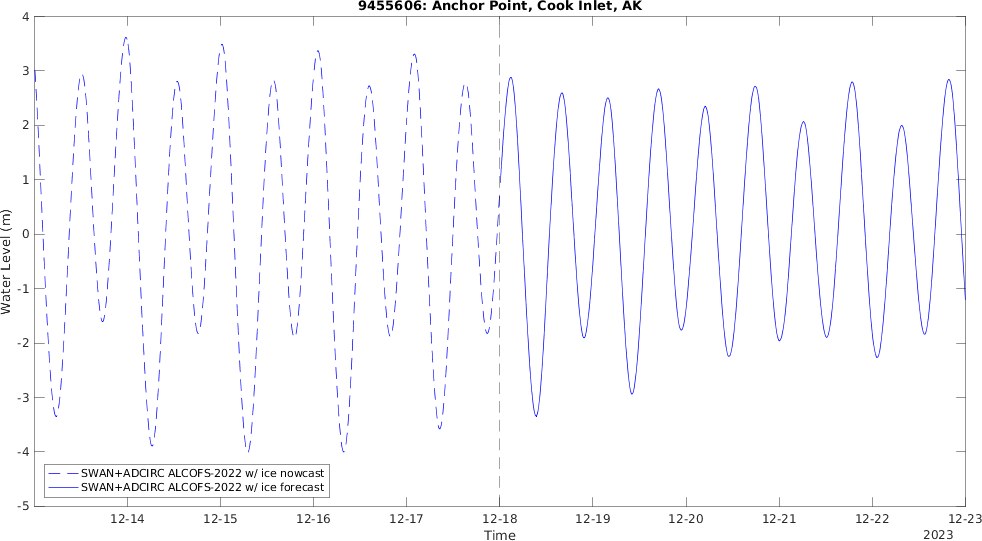 9455606: Anchor Point, Cook Inlet, AK
Water Level (m)
4
3
2
1
0
-1
-2
-3
-4
-5
SWAN+ADCIRC ALCOFS-2022 w/ ice nowcast
SWAN+ADCIRC ALCOFS-2022 w/ ice forecast
12-14 12-15 12-16 12-17 12-18 12-19 12-20 12-21 12-22 12-23
Time
2023